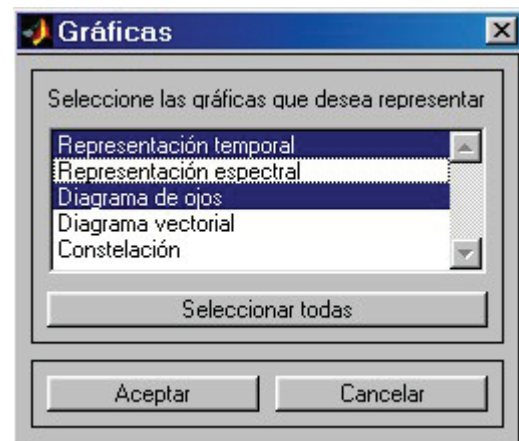 Gráficas
Seleccione las gráficas que desea representar
Representación temporal
Representación espectral
Diagrama de ojos
Diagrama vectorial
Constelación
Seleccionar todas
Aceptar
Cancelar